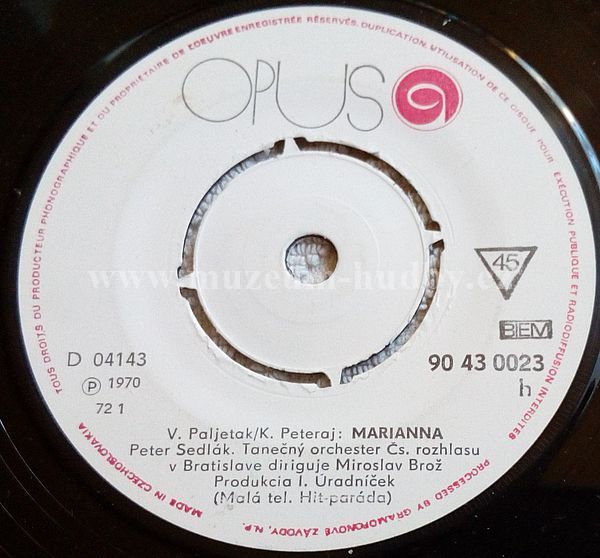 TOUS DROITS DU PRODUCTEUR PHONOGRAPHIQUE ET DU PROPRIÉTAIRE DE L'OEUVRE ENREGISTRÉE RÉSERVÉS. DUPLICATION, UTILISATION DE CE DISQUE POUR EXÉCUTION PUBLIQUE ET RADIODIFFUSION INTERDITES
OPUS
www.muzeum-hudby.cz
45
BIEM
D 04143
90 43 0023
℗ 1970
h
72 1
V. Paljetak/K. Peteraj: MARIANNA
Peter Sedlák. Tanečný orchester Čs. rozhlasu
v Bratislave diriguje Miroslav Brož
Produkcia I. Úradníček
(Malá tel. Hit-paráda)
MADE IN CZECHOSLOVAKIA
PROCESSED BY GRAMOFONOVÉ ZÁVODY, N.P.